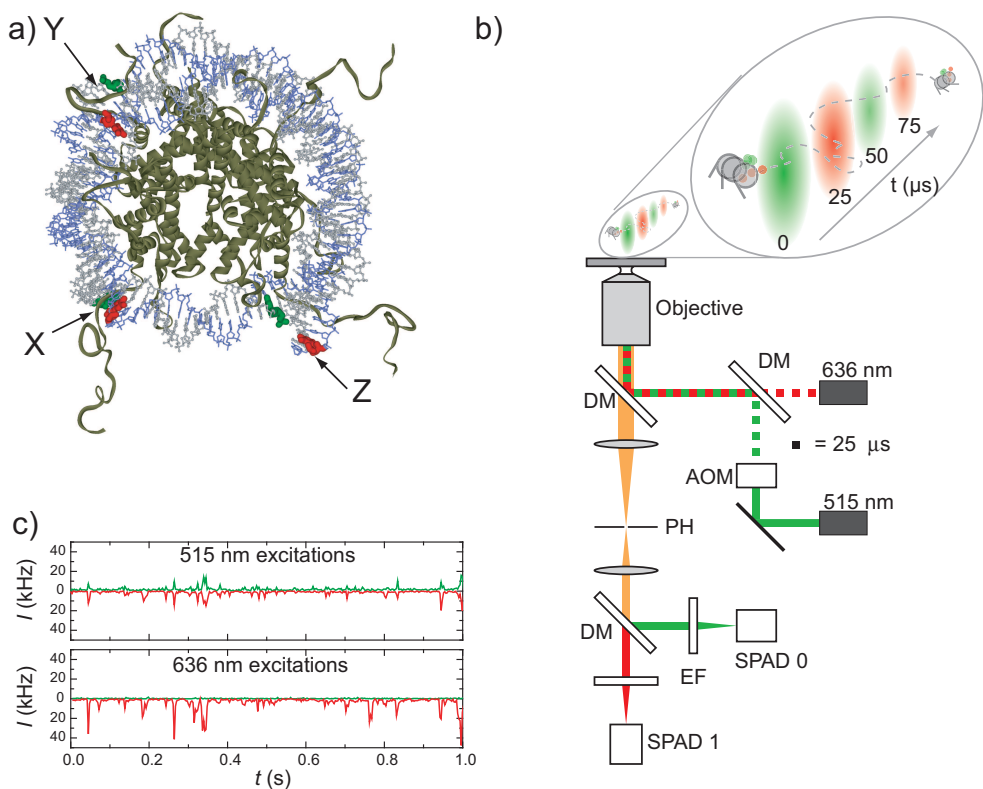 a)
Y
X
Z
b)
0
25
50
75
t (µs)
Objective
DM
DM
636 nm
= 25 µs
AOM
515 nm
PH
DM
EF
SPAD 0
SPAD 1
c)
515 nm excitations
I (kHz)
40
20
0
20
40
636 nm excitations
I (kHz)
40
20
0
20
40
0.0 0.2 0.4 0.6 0.8 1.0
t (s)